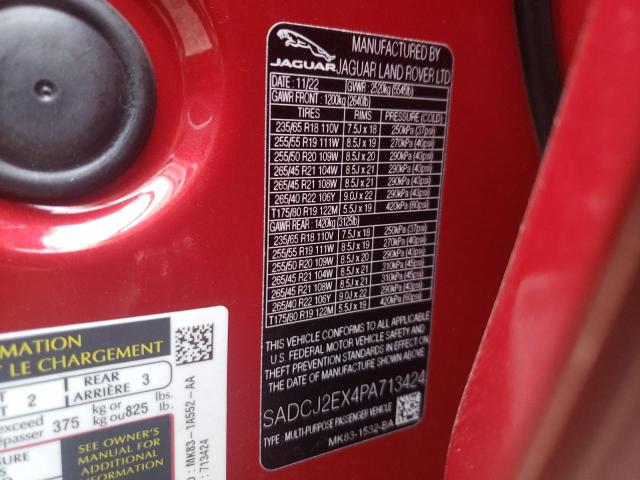 JAGUAR
MANUFACTURED BY
JAGUAR LAND ROVER LTD
DATE : 11/22 GVWR : 2520kg (5549lb)
GAWR FRONT : 1200kg (2640lb)
TIRES RIMS PRESSURE (COLD)
235/65 R18 110V 7.5J x 18 250kPa (37psi)
255/55 R19 111W 8.5J x 19 270kPa (40psi)
255/50 R20 109W 8.5J x 20 290kPa (43psi)
265/45 R21 104W 8.5J x 21 290kPa (43psi)
265/45 R21 108W 8.5J x 21 290kPa (43psi)
265/40 R22 106Y 9.0J x 22 290kPa (43psi)
T175/80 R19 122M 5.5J x 19 420kPa (60psi)
GAWR REAR : 1420kg (3125lb)
235/65 R18 110V 7.5J x 18 250kPa (37psi)
255/55 R19 111W 8.5J x 19 270kPa (40psi)
255/50 R20 109W 8.5J x 20 290kPa (43psi)
265/45 R21 104W 8.5J x 21 310kPa (45psi)
265/45 R21 108W 8.5J x 21 310kPa (45psi)
265/40 R22 106Y 9.0J x 22 290kPa (43psi)
T175/80 R19 122M 5.5J x 19 420kPa (60psi)
THIS VEHICLE CONFORMS TO ALL APPLICABLE
U.S. FEDERAL MOTOR VEHICLE SAFETY AND
THEFT PREVENTION STANDARDS IN EFFECT ON
THE DATE OF MANUFACTURE SHOWN ABOVE
SADCJ2EX4PA713424
TYPE : MULTI-PURPOSE PASSENGER VEHICLE
MK83-1532-BA
RMATION
T LE CHARGEMENT
T 2 REAR 3
ARRIÈRE
exceed 375 kg or 825 lbs.
épasser kg ou lb.
SEE OWNER'S
MANUAL FOR
ADDITIONAL
INFORMATION
: MK83-1A552-AA
: 713424